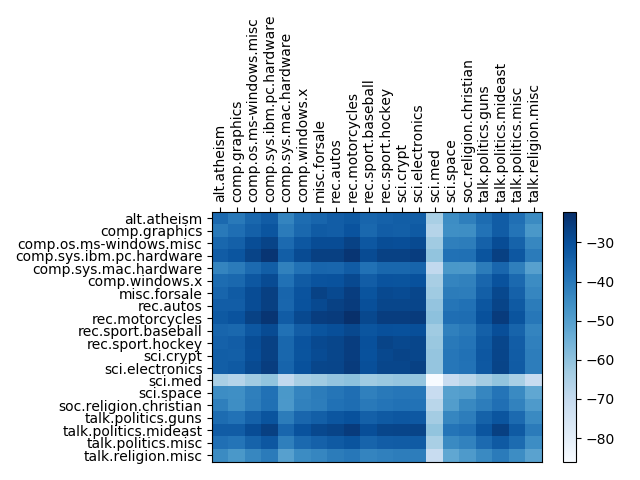 alt.atheism
comp.graphics
comp.os.ms-windows.misc
comp.sys.ibm.pc.hardware
comp.sys.mac.hardware
comp.windows.x
misc.forsale
rec.autos
rec.motorcycles
rec.sport.baseball
rec.sport.hockey
sci.crypt
sci.electronics
sci.med
sci.space
soc.religion.christian
talk.politics.guns
talk.politics.mideast
talk.politics.misc
talk.religion.misc
alt.atheism
comp.graphics
comp.os.ms-windows.misc
comp.sys.ibm.pc.hardware
comp.sys.mac.hardware
comp.windows.x
misc.forsale
rec.autos
rec.motorcycles
rec.sport.baseball
rec.sport.hockey
sci.crypt
sci.electronics
sci.med
sci.space
soc.religion.christian
talk.politics.guns
talk.politics.mideast
talk.politics.misc
talk.religion.misc
−30
−40
−50
−60
−70
−80